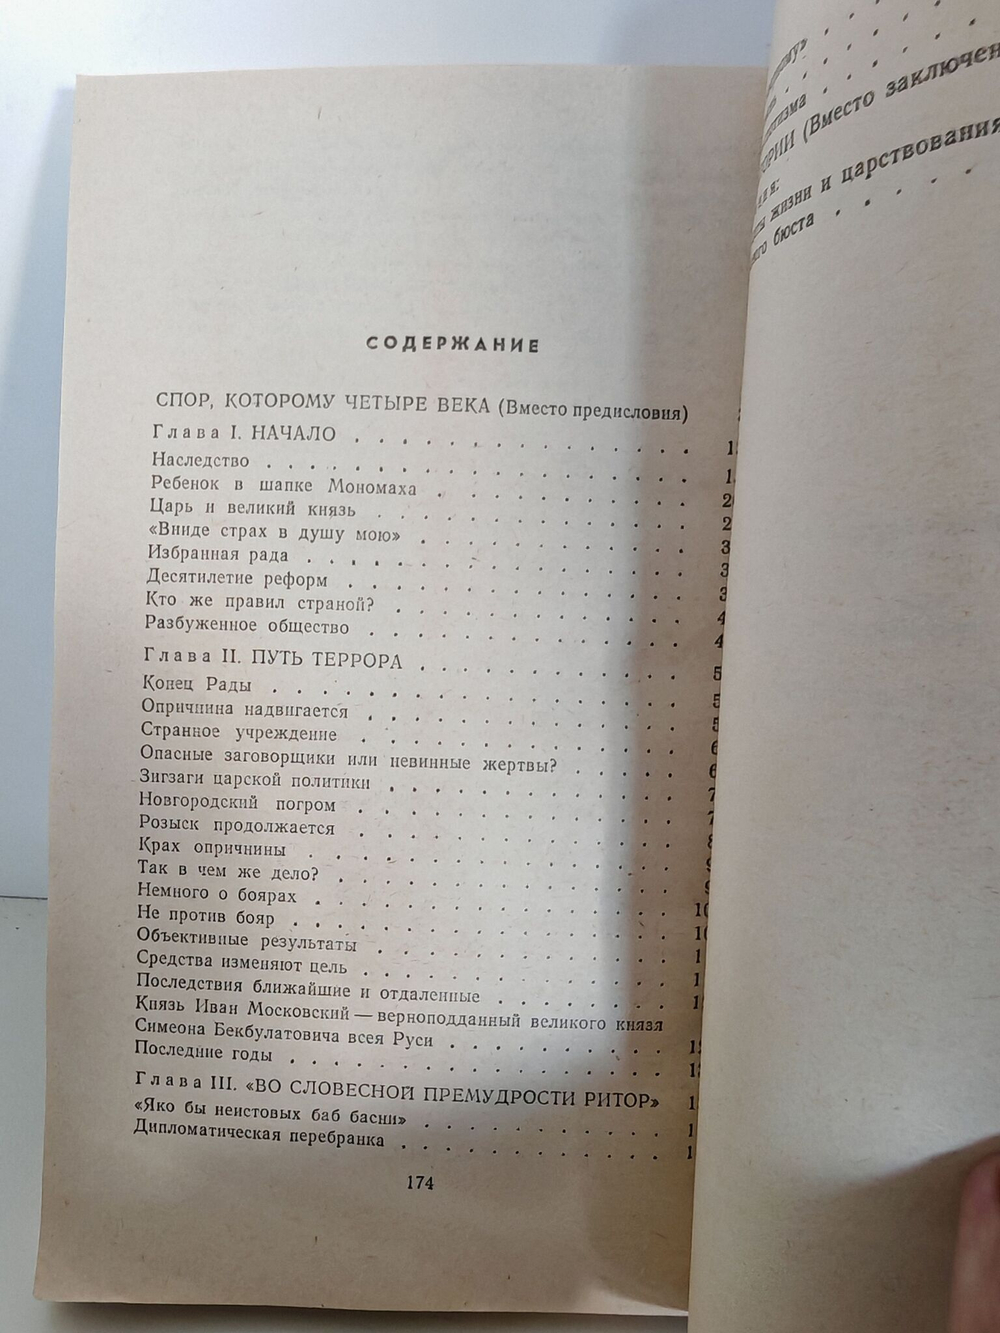 СОДЕРЖАНИЕ
СПОР, КОТОРОМУ ЧЕТЫРЕ ВЕКА (Вместо предисловия)
Глава I. НАЧАЛО
Наследство
Ребенок в шапке Мономаха
Царь и великий князь
«Вниде страх в душу мою»
Избранная рада
Десятилетие реформ
Кто же правил страной?
Разбуженное общество
Глава II. ПУТЬ ТЕРРОРА
Конец Рады
Опричнина надвигается
Странное учреждение
Опасные заговорщики или невинные жертвы?
Зигзаги царской политики
Новгородский погром
Розыск продолжается
Крах опричнины
Так в чем же дело?
Немного о боярах
Не против бояр
Объективные результаты
Средства изменяют цель
Последствия ближайшие и отдаленные
Князь Иван Московский — верноподданный великого князя
Симеона Бекбулатовича всея Руси
Последние годы
Глава III. «ВО СЛОВЕСНОЙ ПРЕМУДРОСТИ РИТОР»
«Яко бы неистовых баб басни»
Дипломатическая перебранка
174
(Вместо
жизни и царствования
бюста